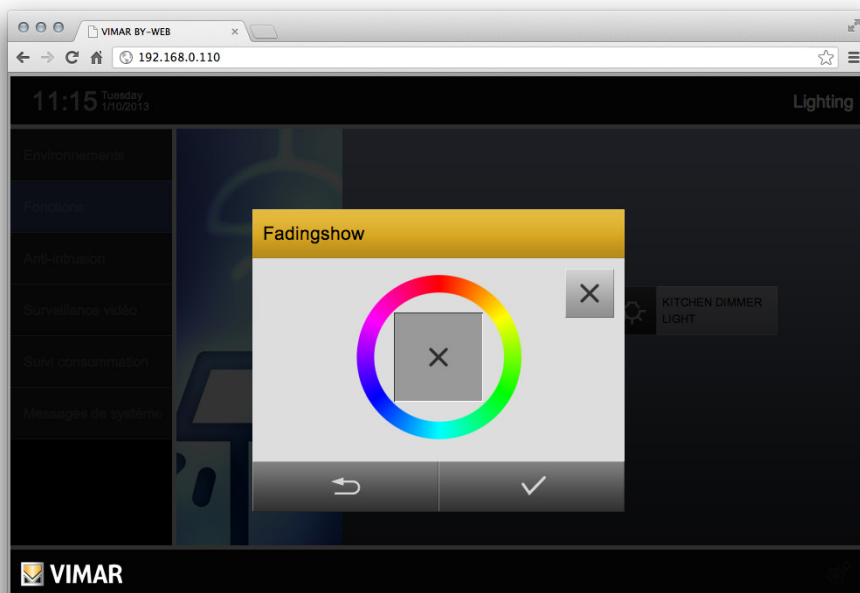 VIMAR BY-WEB
192.168.0.110
11:15 Tuesday
1/10/2013
Lighting
Environnements
Fonctions
Anti-intrusion
Surveillance vidéo
Suivi consommation
Messages de système
Fadingshow
KITCHEN DIMMER
LIGHT
VIMAR